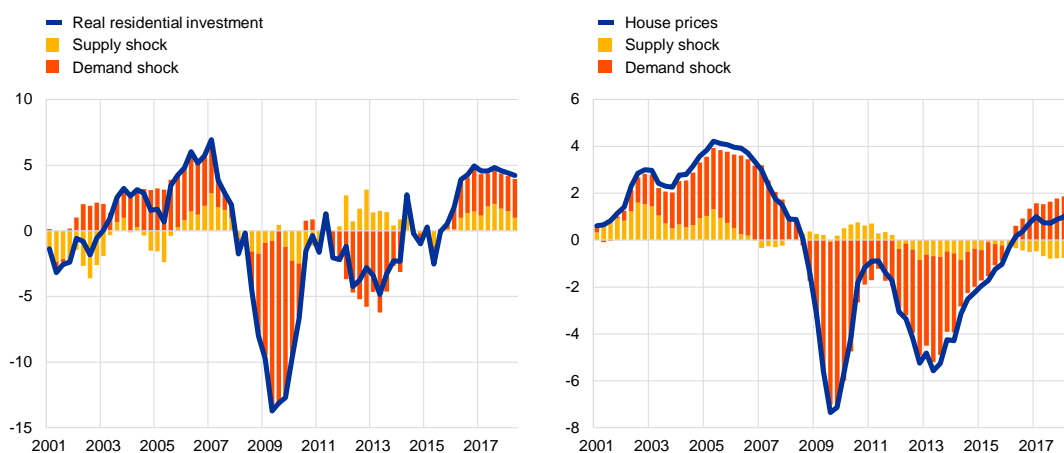 Real residential investment
Supply shock
Demand shock
10
5
0
-5
-10
-15
2001 2003 2005 2007 2009 2011 2013 2015 2017
House prices
Supply shock
Demand shock
6
4
2
0
-2
-4
-6
-8
2001 2003 2005 2007 2009 2011 2013 2015 2017